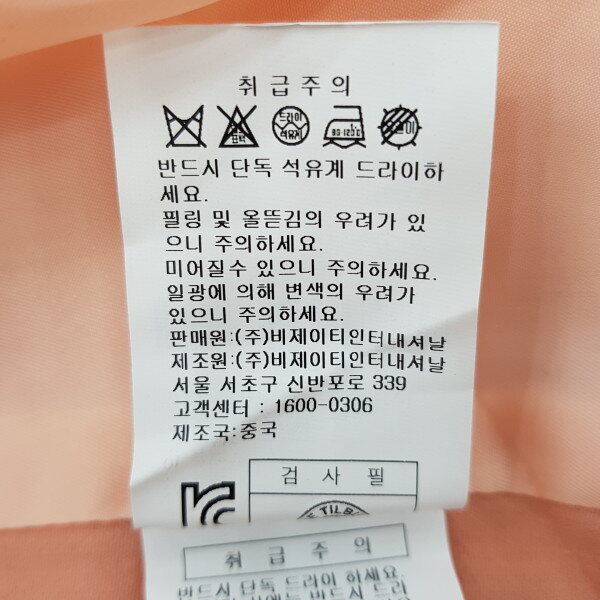 취급주의
표백
드라이
석유계
80-120℃
반드시 단독 석유계 드라이하
세요.
필링 및 올뜯김의 우려가 있
으니 주의하세요.
미어질수 있으니 주의하세요.
일광에 의해 변색의 우려가
있으니 주의하세요.
판매원:(주)비제이티인터내셔날
제조원:(주)비제이티인터내셔날
서울 서초구 신반포로 339
고객센터 : 1600-0306
제조국:중국
검사필
취급주의
반드시 단독 드라이 하세요